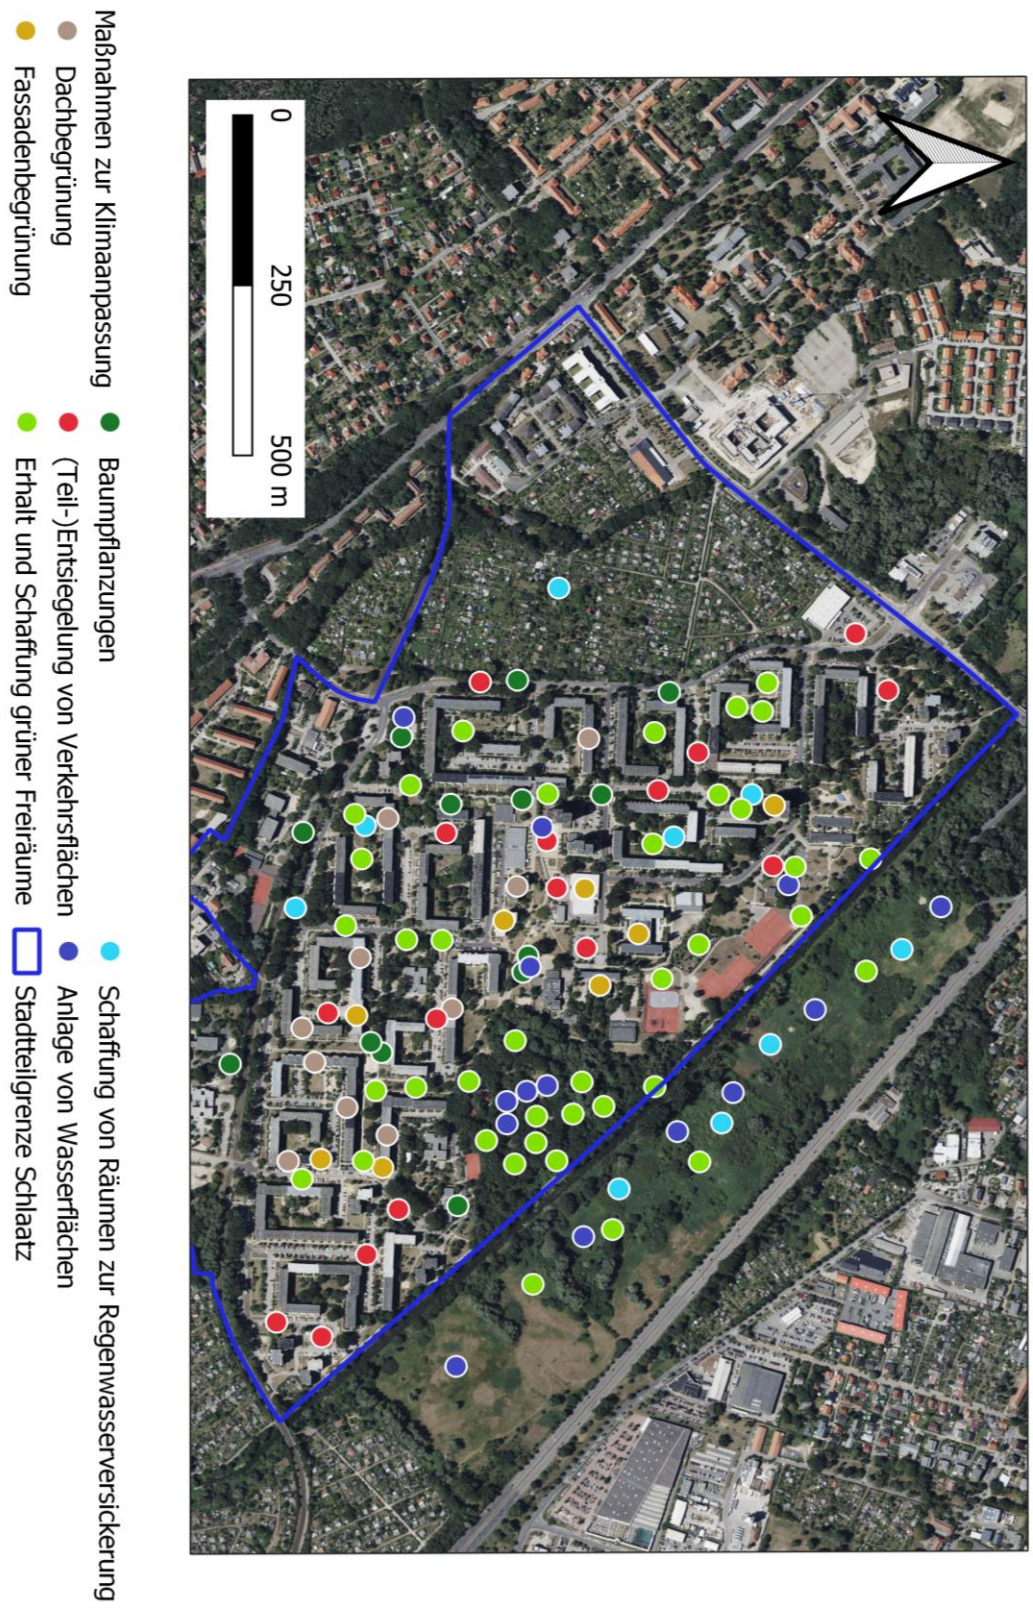 0 250 500 m
Maßnahmen zur Klimaanpassung
Dachbegrünung
Fassadenbegrünung
Baumpflanzungen
(Teil-)Entsiegelung von Verkehrsflächen
Erhalt und Schaffung grüner Freiräume
Schaffung von Räumen zur Regenwasserversickerung
Anlage von Wasserflächen
Stadtteilgrenze Schlaatz